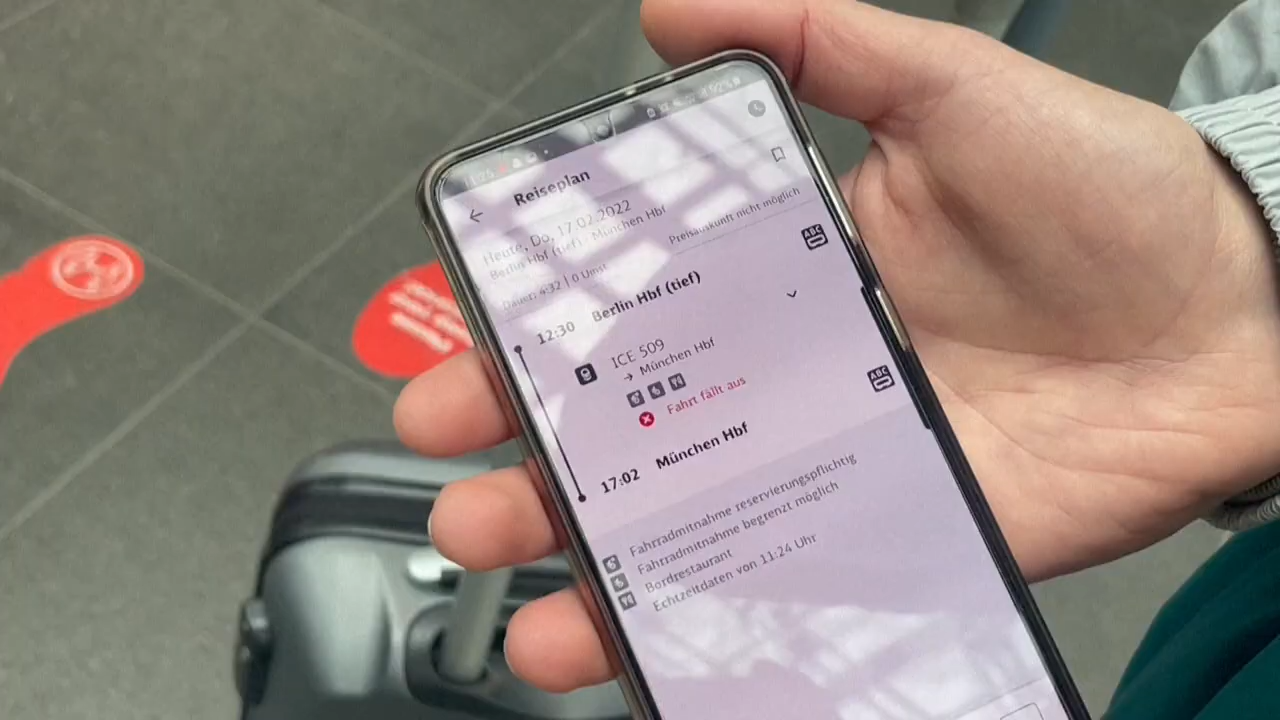 Reiseplan
Heute, Do, 17.02.2022
Berlin Hbf (tief) - München Hbf
Preisauskunft nicht möglich
Dauer: 4:32 | 0 Umst.
ABC
12:30 Berlin Hbf (tief)
ICE 509
→ München Hbf
Fahrt fällt aus
ABC
17:02 München Hbf
Fahrradmitnahme reservierungspflichtig
Fahrradmitnahme begrenzt möglich
Bordrestaurant
Echtzeitdaten von 11:24 Uhr